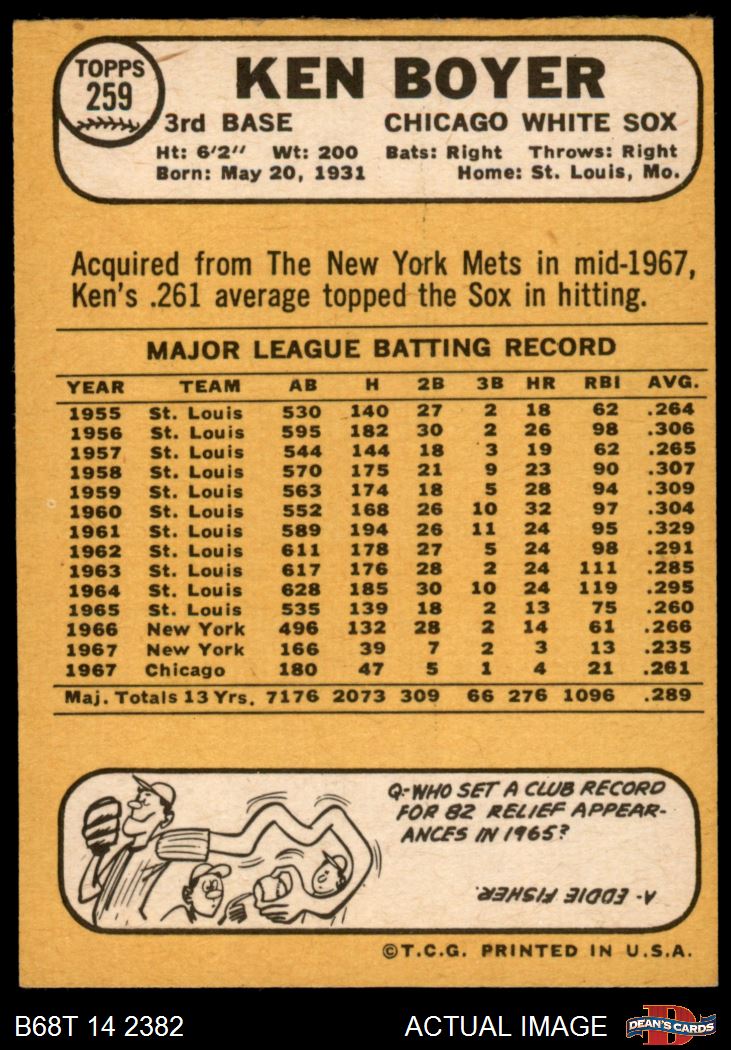 TOPPS
259
KEN BOYER
3rd BASE CHICAGO WHITE SOX
Ht: 6'2" Wt: 200 Bats: Right Throws: Right
Born: May 20, 1931 Home: St. Louis, Mo.
Acquired from The New York Mets in mid-1967,
Ken's .261 average topped the Sox in hitting.
MAJOR LEAGUE BATTING RECORD
YEAR TEAM AB H 2B 3B HR RBI AVG.
1955 St. Louis 530 140 27 2 18 62 .264
1956 St. Louis 595 182 30 2 26 98 .306
1957 St. Louis 544 144 18 3 19 62 .265
1958 St. Louis 570 175 21 9 23 90 .307
1959 St. Louis 563 174 18 5 28 94 .309
1960 St. Louis 552 168 26 10 32 97 .304
1961 St. Louis 589 194 26 11 24 95 .329
1962 St. Louis 611 178 27 5 24 98 .291
1963 St. Louis 617 176 28 2 24 111 .285
1964 St. Louis 628 185 30 10 24 119 .295
1965 St. Louis 535 139 18 2 13 75 .260
1966 New York 496 132 28 2 14 61 .266
1967 New York 166 39 7 2 3 13 .235
1967 Chicago 180 47 5 1 4 21 .261
Maj. Totals 13 Yrs. 7176 2073 309 66 276 1096 .289
Q-WHO SET A CLUB RECORD
FOR 82 RELIEF APPEAR-
ANCES IN 1965?
A- EDDIE FISHER.
©T.C.G. PRINTED IN U.S.A.
B68T 14 2382 ACTUAL IMAGE D DEAN'S CARDS